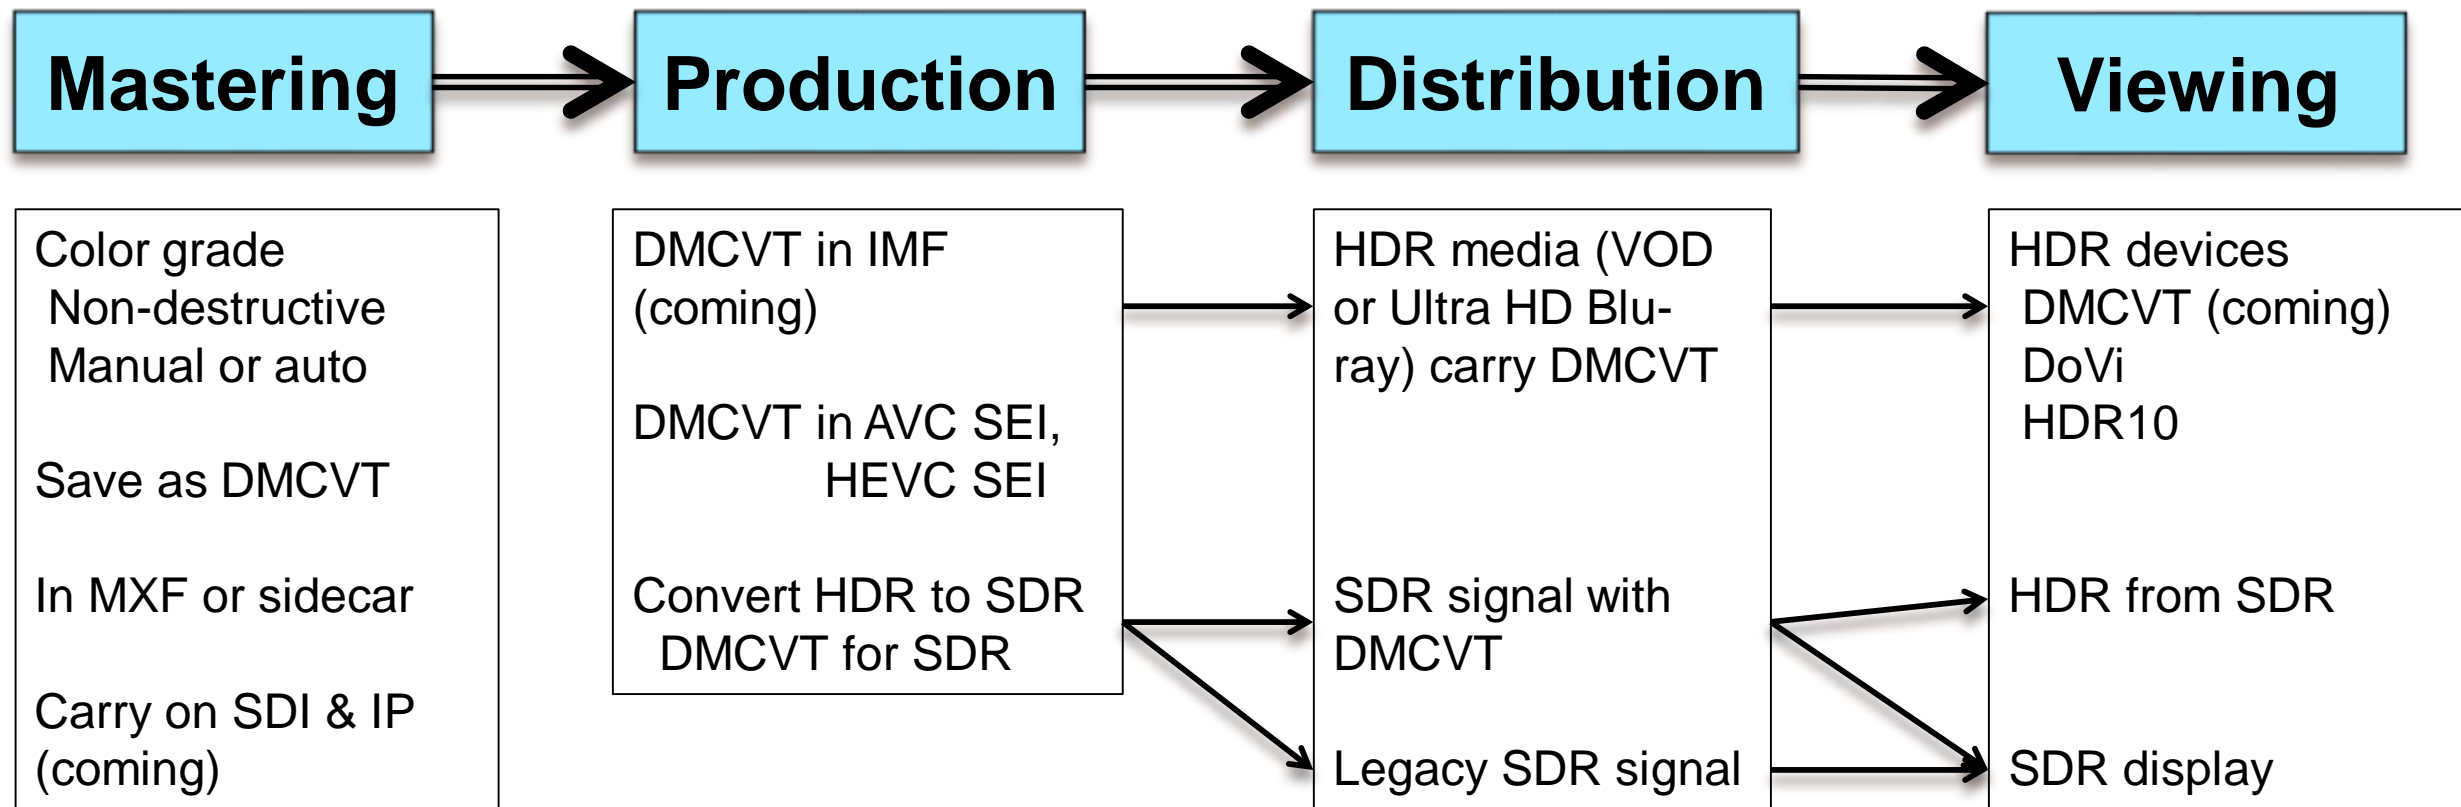 Mastering
Production
Distribution
Viewing
Color grade
Non-destructive
Manual or auto
Save as DMCVT
In MXF or sidecar
Carry on SDI & IP
(coming)
DMCVT in IMF
(coming)
DMCVT in AVC SEI,
HEVC SEI
Convert HDR to SDR
DMCVT for SDR
HDR media (VOD
or Ultra HD Blu-
ray) carry DMCVT
SDR signal with
DMCVT
Legacy SDR signal
HDR devices
DMCVT (coming)
DoVi
HDR10
HDR from SDR
SDR display